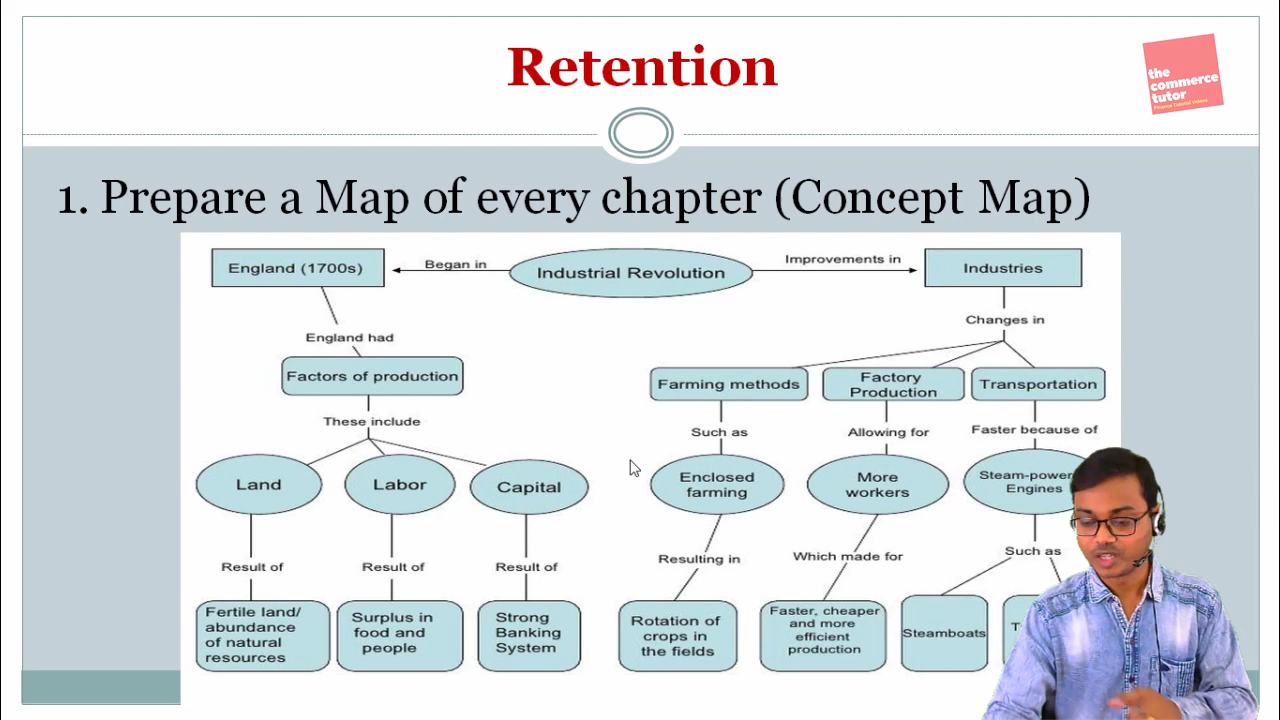 Retention
the
commerce
tutor
Finance Tutorial Videos
1. Prepare a Map of every chapter (Concept Map)
England (1700s)
Began in
Industrial Revolution
Improvements in
Industries
England had
Changes in
Factors of production
Farming methods
Factory
Production
Transportation
These include
Such as
Allowing for
Faster because of
Land
Labor
Capital
Enclosed
farming
More
workers
Engines
Result of
Result of
Result of
Resulting in
Which made for
Such as
Fertile land/
abundance
of natural
resources
Surplus in
food and
people
Strong
Banking
System
Rotation of
crops in
the fields
Faster, cheaper
and more
efficient
production
Steamboats